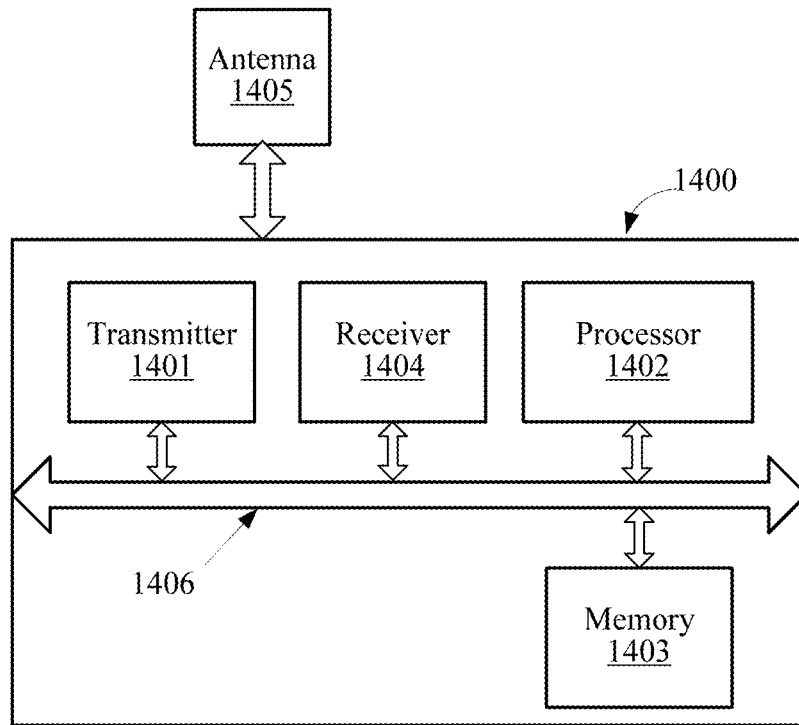 Antenna
1405
1400
Transmitter
1401
Receiver
1404
Processor
1402
1406
Memory
1403